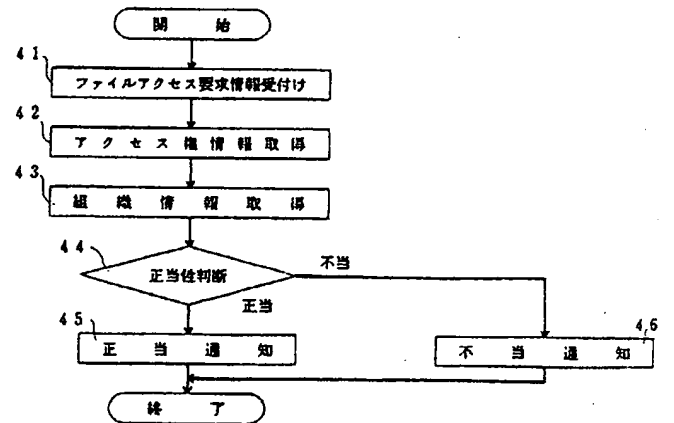 開 始
41
ファイルアクセス要求情報受付け
42
アクセス権情報取得
43
組織情報取得
44
正当性判断
不当
正当
45
正当通知
46
不当通知
終了